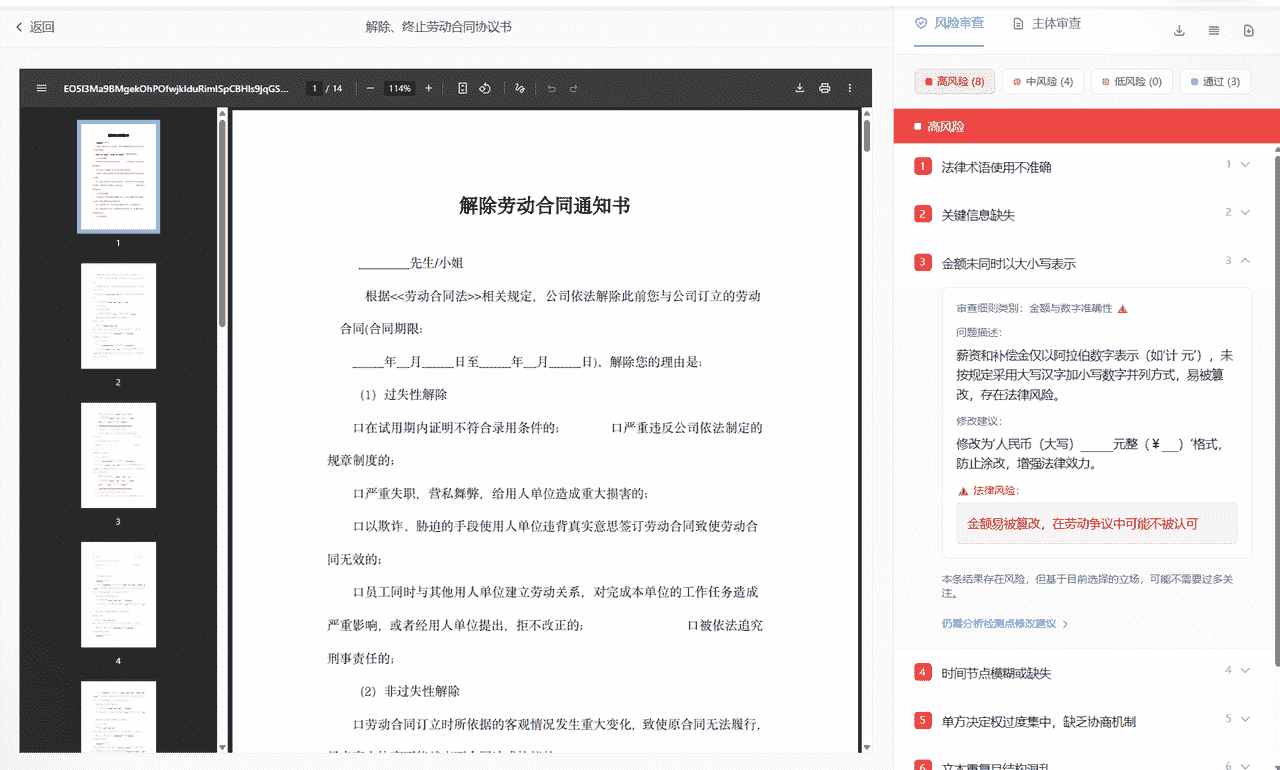 返回
解除、终止劳动合同协议书
风险审查
主体审查
EO5I3Ma9BMgekOhPOfwjkIduRimISpCBHIs9jqGS...
1 / 14
114%
高风险 (8)
中风险 (4)
低风险 (0)
通过 (3)
高风险
1
2
3
4
解除劳动合同通知书
________先生/小姐
按<<劳动合同法>>相关规定，公司依法解除此前您与公司订立的劳动
合同(合同期限:
_____年__月_____日至_____年__月_____日)。解除您的理由是:
（1）过失性解除
口在试用期内证明不符合录用条件的; 口严重违反公司依法制定的
规章制度的;
口严重失职，营私舞弊，给用人单位造成重大损害的;
口以欺诈、胁迫的手段使用人单位违背真实意思签订劳动合同致使劳动合
同无效的;
口员工同时与其他用人单位建立劳动关系，对完成本单位的工作任务造成
严重影响，或者经用人单位提出，拒不改正的; 口被依法追究
刑事责任的;
非过失性解除
口劳动合同订立时所依据的客观情况发生重大变化，致使原合同无法履行，
1 法律术语使用不准确 1
2 关键信息缺失 2
3 金额未同时以大小写表示 3
审查细则类别：金额与数字准确性
问题描述：
薪资和补偿金仅以阿拉伯数字表示（如'计 元'），未
按规定采用大写汉字加小写数字并列方式，易被篡
改，存在法律风险。
修改建议：
修改为'人民币（大写）_____元整（¥___）'格式，
防止涂改，增强法律效力。
法律风险：
金额易被篡改，在劳动争议中可能不被认可
本条虽然存在风险，但基于目前选择的立场，可能不需要过多关
注。
仍需分析检测点修改建议
4 时间节点模糊或缺失 4
5 单方决定权过度集中，缺乏协商机制 5
6 文本重复且结构混乱 6